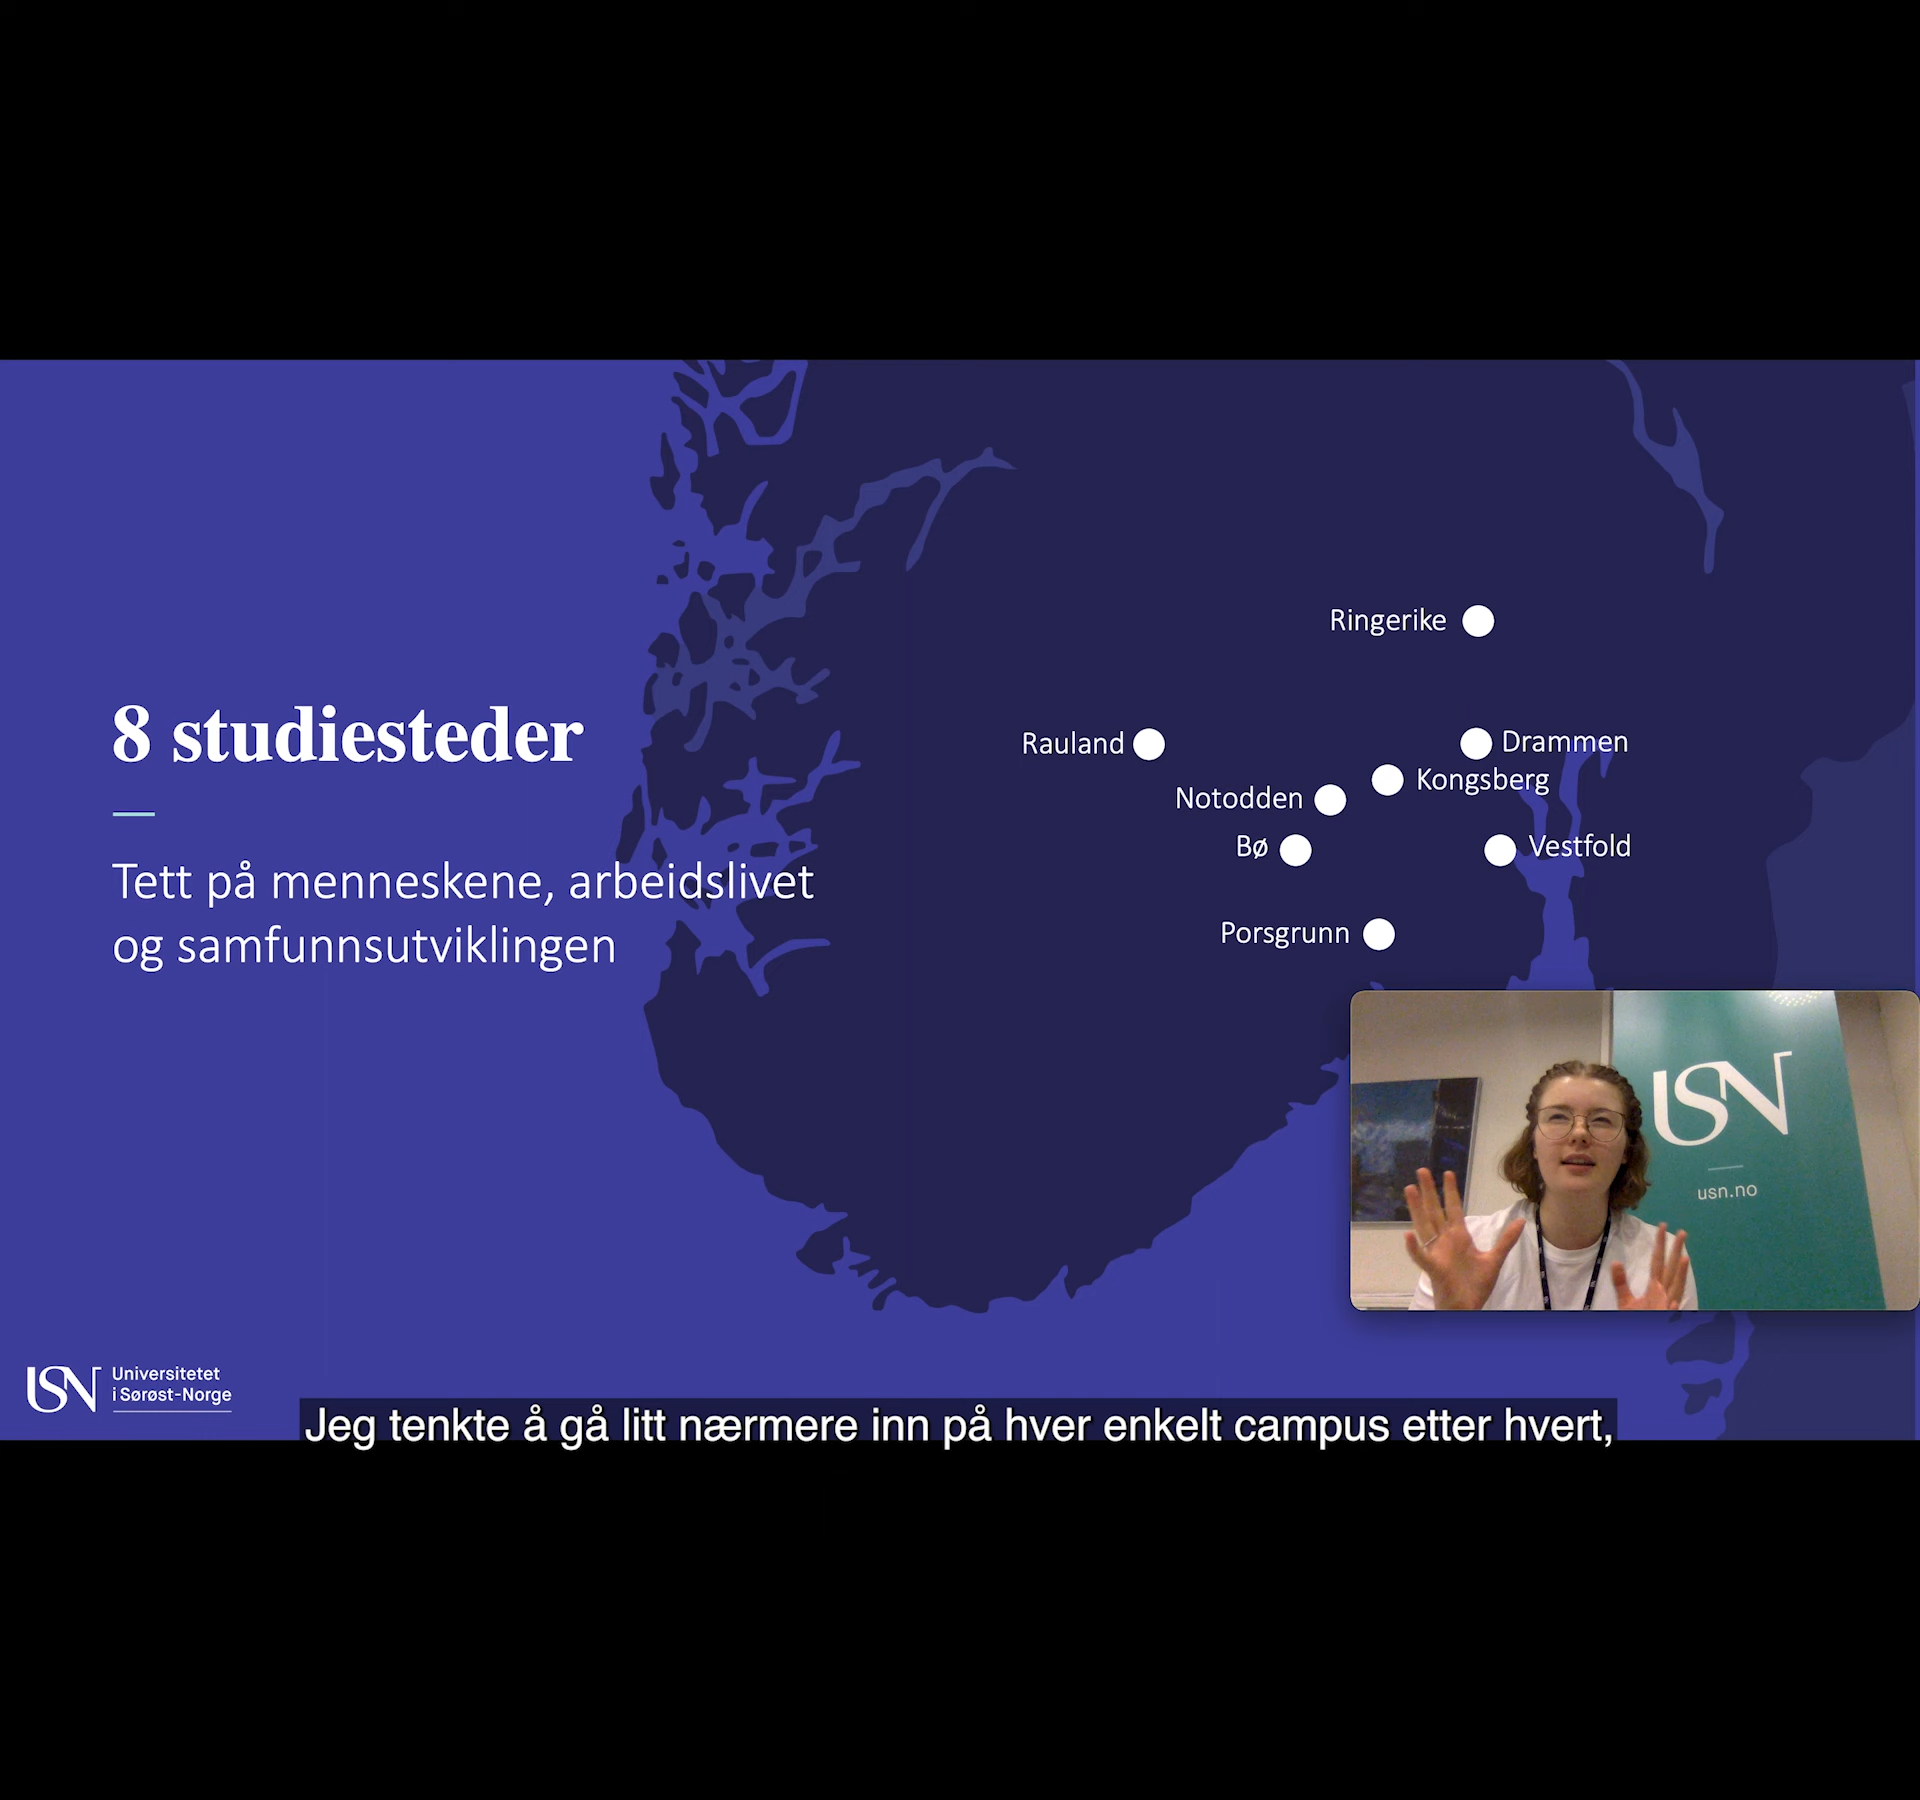 8 studiesteder
Tett på menneskene, arbeidslivet
og samfunnsutviklingen
Ringerike
Rauland
Drammen
Kongsberg
Notodden
Bø
Vestfold
Porsgrunn
USN
usn.no
USN Universitetet
i Sørøst-Norge
Jeg tenkte å gå litt nærmere inn på hver enkelt campus etter hvert,